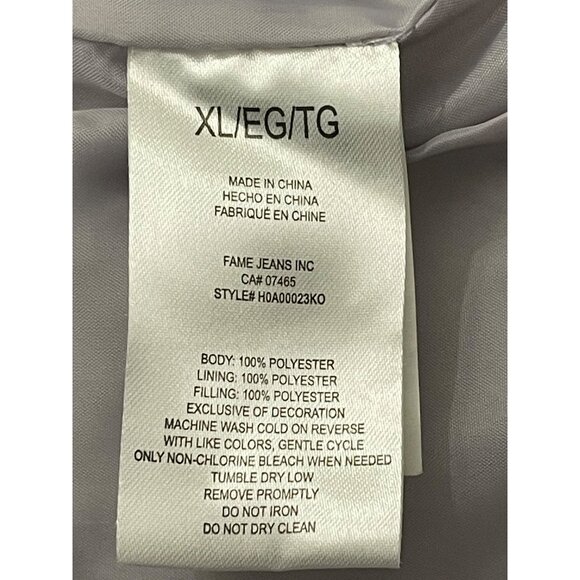 XL/EG/TG
MADE IN CHINA
HECHO EN CHINA
FABRIQUÉ EN CHINE
FAME JEANS INC
CA# 07465
STYLE# H0A00023KO
BODY: 100% POLYESTER
LINING: 100% POLYESTER
FILLING: 100% POLYESTER
EXCLUSIVE OF DECORATION
MACHINE WASH COLD ON REVERSE
WITH LIKE COLORS, GENTLE CYCLE
ONLY NON-CHLORINE BLEACH WHEN NEEDED
TUMBLE DRY LOW
REMOVE PROMPTLY
DO NOT IRON
DO NOT DRY CLEAN